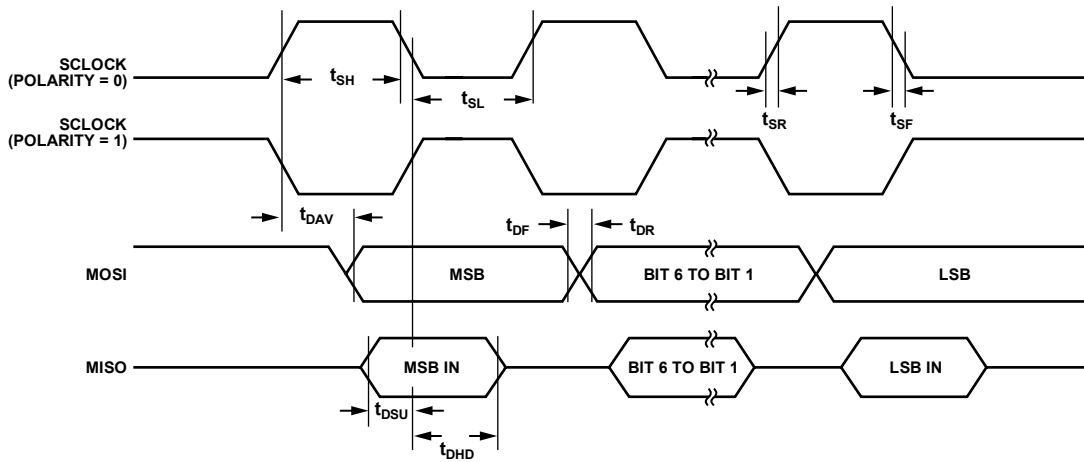 SCLOCK
(POLARITY = 0)
tSH
tSL
tSR
tSF
SCLOCK
(POLARITY = 1)
tDAV
tDF
tDR
MOSI
MSB
BIT 6 TO BIT 1
LSB
MISO
MSB IN
BIT 6 TO BIT 1
LSB IN
tDSU
tDHD